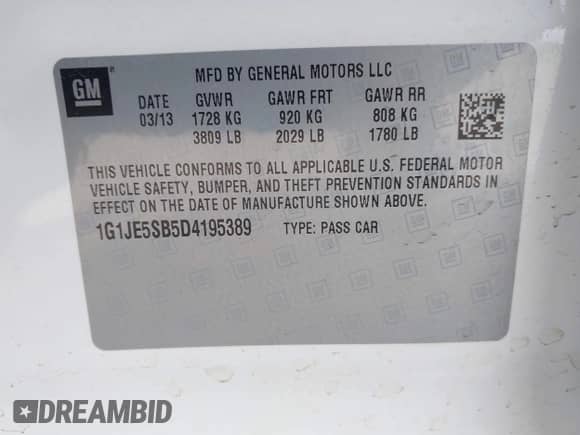 GM
MFD BY GENERAL MOTORS LLC
DATE GVWR GAWR FRT GAWR RR
03/13 1728 KG 920 KG 808 KG
3809 LB 2029 LB 1780 LB
THIS VEHICLE CONFORMS TO ALL APPLICABLE U.S. FEDERAL MOTOR
VEHICLE SAFETY, BUMPER, AND THEFT PREVENTION STANDARDS IN
EFFECT ON THE DATE OF MANUFACTURE SHOWN ABOVE.
1G1JE5SB5D4195389 TYPE: PASS CAR
DREAMBID